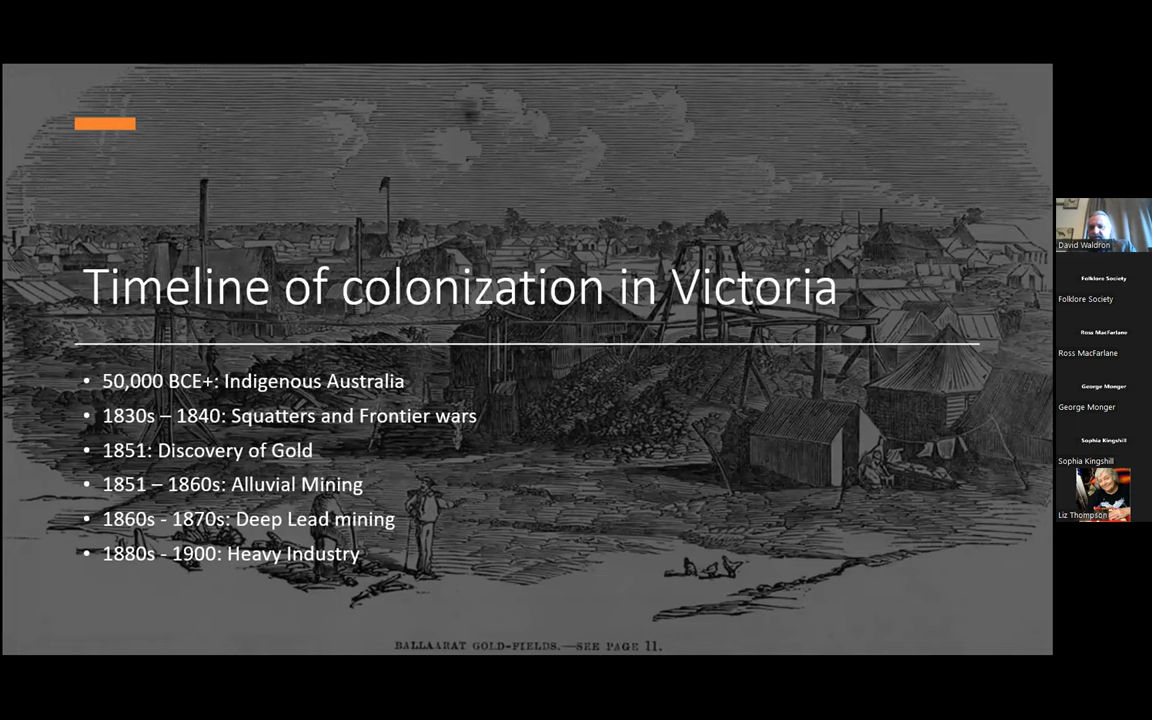 Timeline of colonization in Victoria
• 50,000 BCE+: Indigenous Australia
• 1830s – 1840: Squatters and Frontier wars
• 1851: Discovery of Gold
• 1851 – 1860s: Alluvial Mining
• 1860s - 1870s: Deep Lead mining
• 1880s - 1900: Heavy Industry
BALLAARAT GOLD-FIELDS.—SEE PAGE 11.
David Waldron
Folklore Society
Folklore Society
Ross MacFarlane
Ross MacFarlane
George Monger
George Monger
Sophia Kingshill
Sophia Kingshill
Liz Thompson